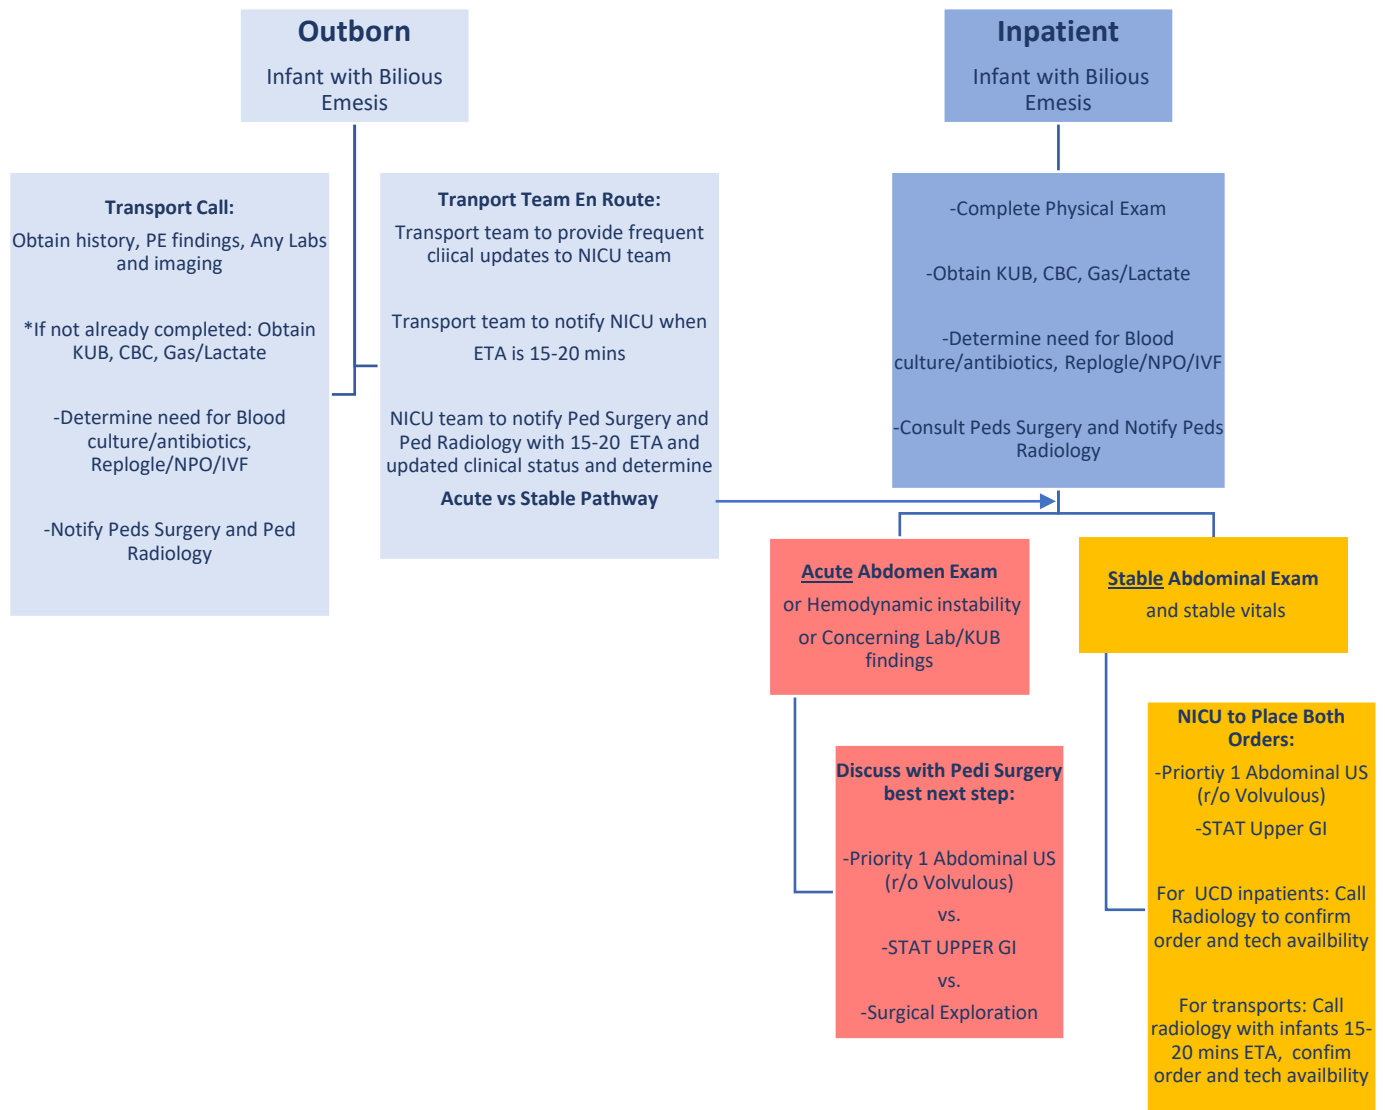 Outborn
Infant with Bilious
Emesis
Inpatient
Infant with Bilious
Emesis
Transport Call:
Obtain history, PE findings, Any Labs
and imaging
*If not already completed: Obtain
KUB, CBC, Gas/Lactate
-Determine need for Blood
culture/antibiotics,
Replogle/NPO/IVF
-Notify Peds Surgery and Ped
Radiology
Tranport Team En Route:
Transport team to provide frequent
cliical updates to NICU team
Transport team to notify NICU when
ETA is 15-20 mins
NICU team to notify Ped Surgery and
Ped Radiology with 15-20  ETA and
updated clinical status and determine
Acute vs Stable Pathway
-Complete Physical Exam
-Obtain KUB, CBC, Gas/Lactate
-Determine need for Blood
culture/antibiotics, Replogle/NPO/IVF
-Consult Peds Surgery and Notify Peds
Radiology
Acute Abdomen Exam
or Hemodynamic instability
or Concerning Lab/KUB
findings
Discuss with Pedi Surgery
best next step:
-Priority 1 Abdominal US
(r/o Volvulous)
vs.
-STAT UPPER GI
vs.
-Surgical Exploration
Stable Abdominal Exam
and stable vitals
NICU to Place Both
Orders:
-Priortiy 1 Abdominal US
(r/o Volvulous)
-STAT Upper GI
For  UCD inpatients: Call
Radiology to confirm
order and tech availbility
For transports: Call
radiology with infants 15-
20 mins ETA,  confim
order and tech availbility